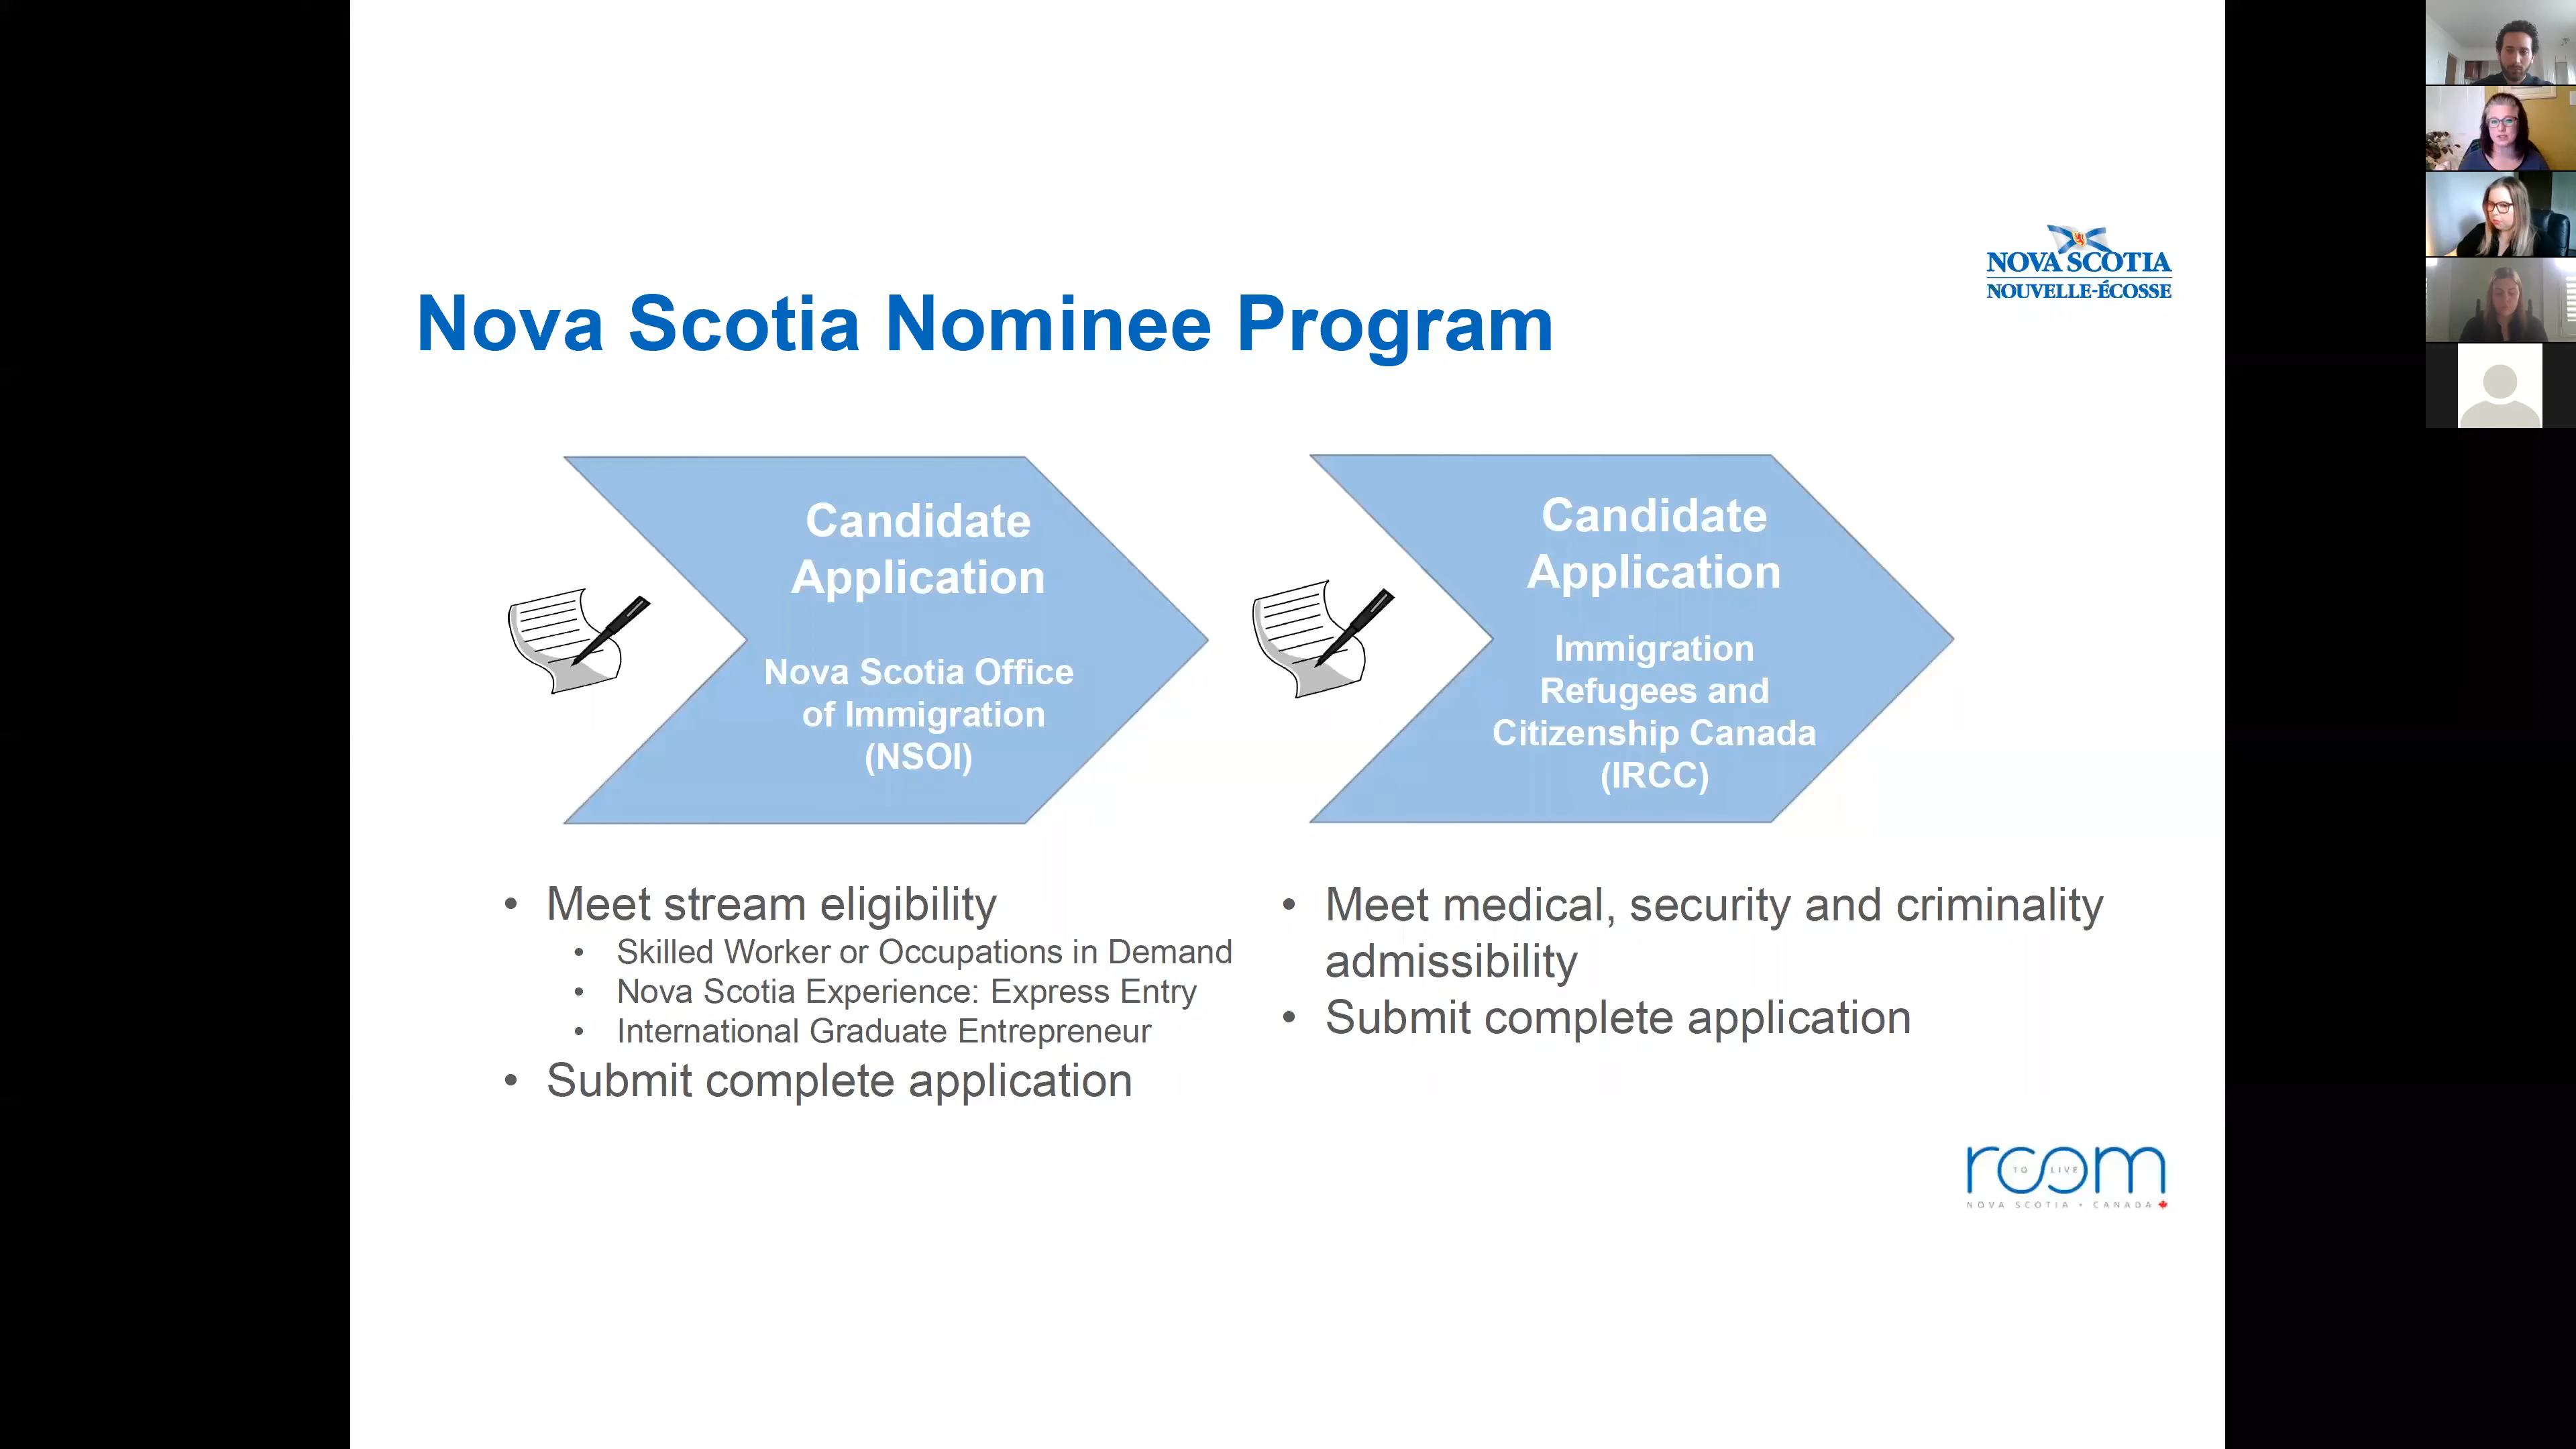 NOVA SCOTIA
NOUVELLE-ÉCOSSE
Nova Scotia Nominee Program
Candidate
Application
Nova Scotia Office
of Immigration
(NSOI)
Candidate
Application
Immigration
Refugees and
Citizenship Canada
(IRCC)
• Meet stream eligibility
• Skilled Worker or Occupations in Demand
• Nova Scotia Experience: Express Entry
• International Graduate Entrepreneur
• Submit complete application
• Meet medical, security and criminality
admissibility
• Submit complete application
room
TO LIVE
NOVA SCOTIA • CANADA